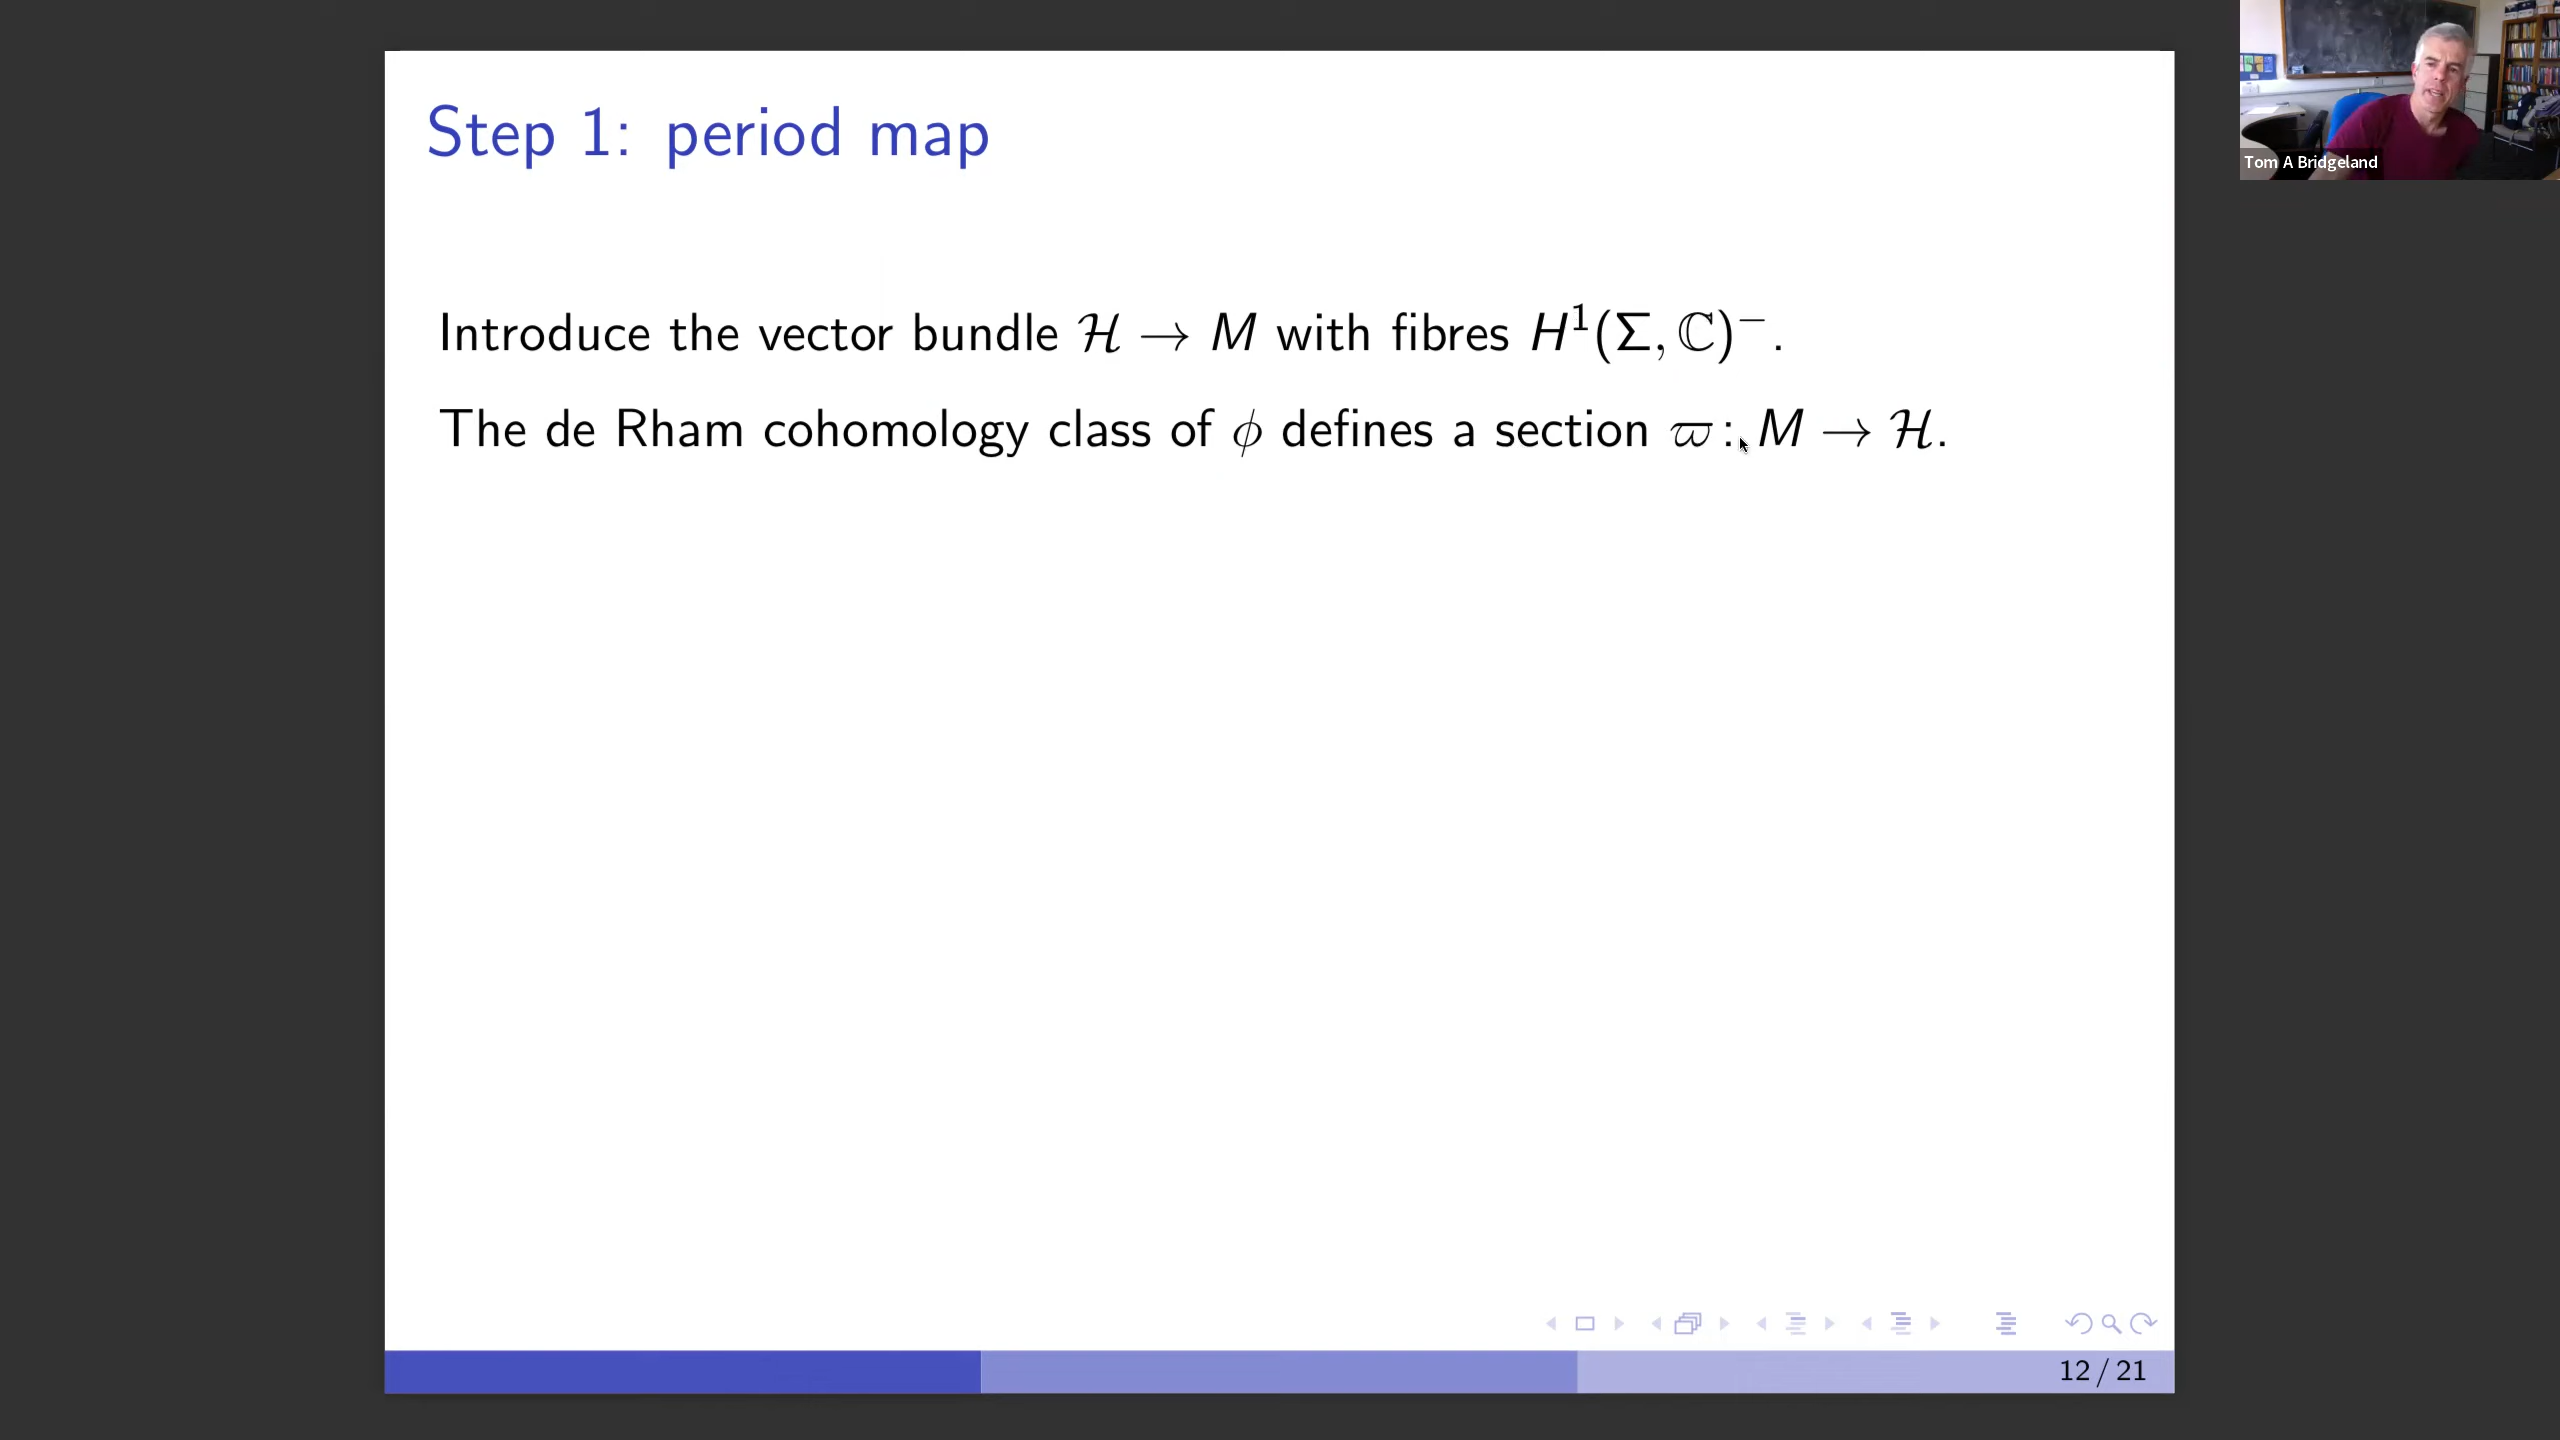 Step 1: period map
Introduce the vector bundle ℋ → M with fibres H¹(Σ, ℂ)⁻.
The de Rham cohomology class of ϕ defines a section ϖ: M → ℋ.
12 / 21
Tom A Bridgeland